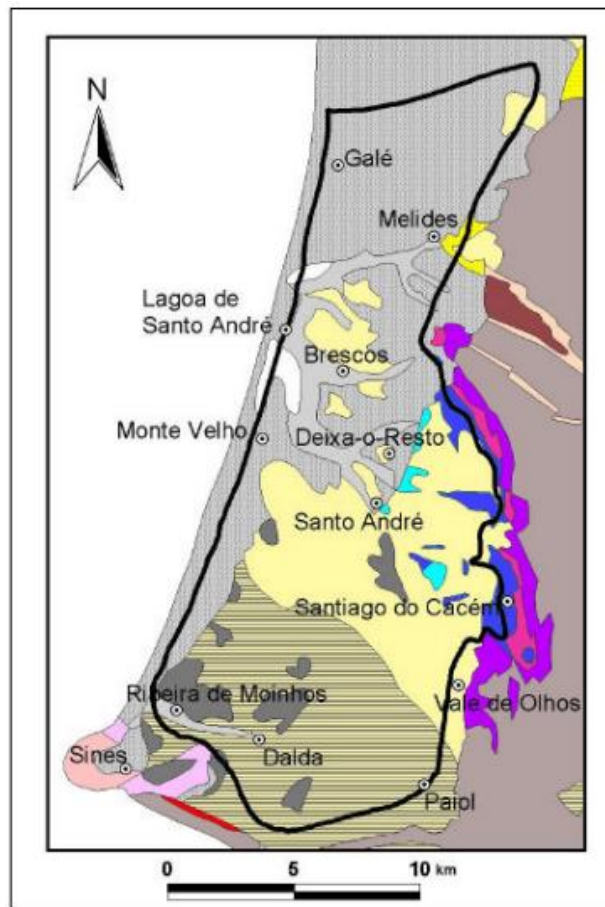 N
Galé
Melides
Lagoa de
Santo André
Brescos
Monte Velho
Deixa-o-Resto
Santo André
Santiago do Cacém
Ribeira de Moinhos
Vale de Olhos
Sines
Dalda
Paiol
0 5 10 km